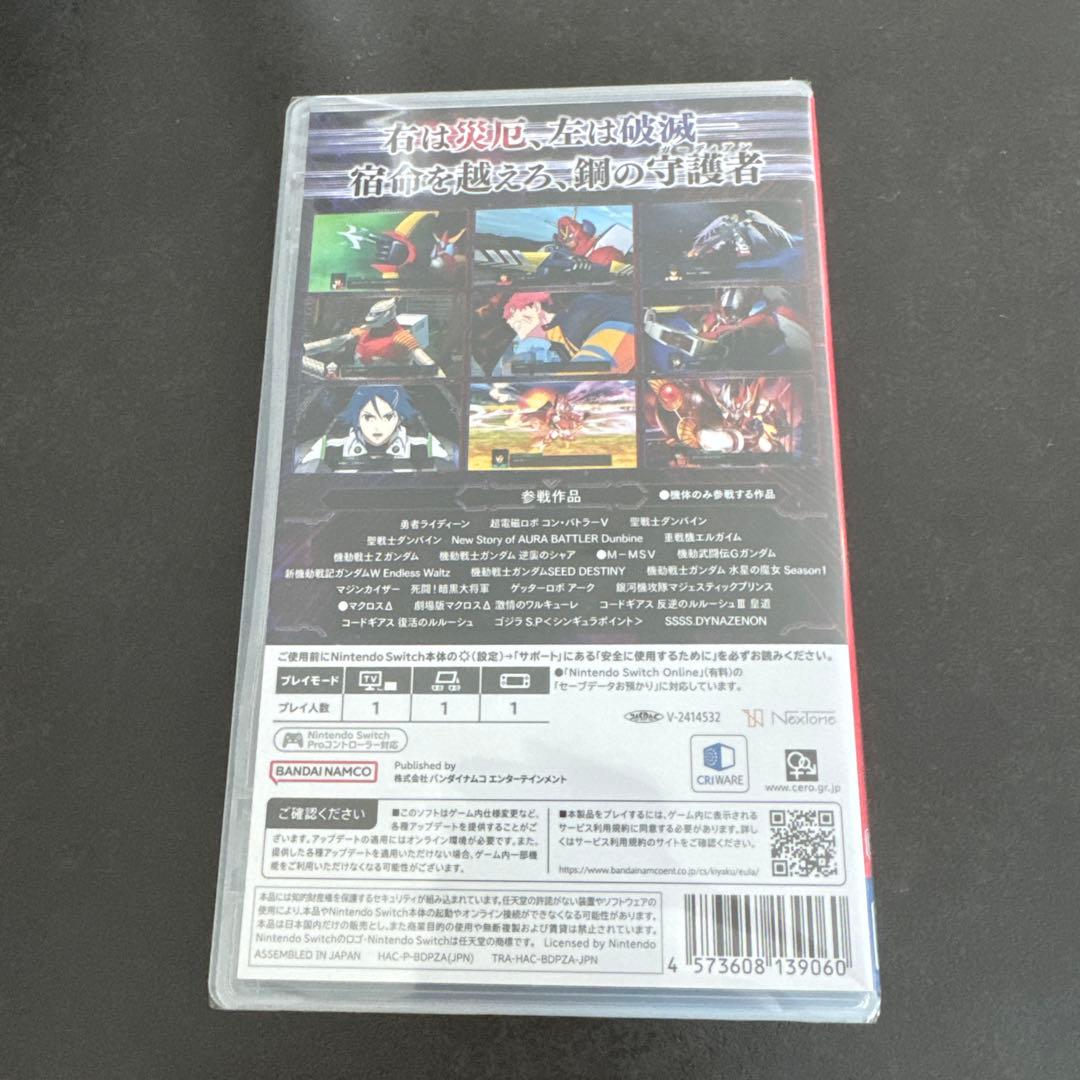 右は災厄、左は破滅
宿命を越えろ、鋼の守護者
ガーディアン
参戦作品
●機体のみ参戦する作品
勇者ライディーン 超電磁ロボ コン・バトラーV 聖戦士ダンバイン
聖戦士ダンバイン New Story of AURA BATTLER Dunbine 重戦機エルガイム
機動戦士Zガンダム 機動戦士ガンダム 逆襲のシャア ●M-MSV 機動武闘伝Gガンダム
新機動戦記ガンダムW Endless Waltz 機動戦士ガンダムSEED DESTINY 機動戦士ガンダム 水星の魔女 Season1
マジンカイザー 死闘!暗黒大将軍 ゲッターロボ アーク 銀河機攻隊マジェスティックプリンス
●マクロスΔ 劇場版マクロスΔ 激情のワルキューレ コードギアス 反逆のルルーシュⅢ 皇道
コードギアス 復活のルルーシュ ゴジラ S.P<シンギュラポイント> SSSS.DYNAZENON
ご使用前にNintendo Switch本体の(設定)→「サポート」にある「安全に使用するために」を必ずお読みください。
プレイモード TV
プレイ人数 1 1 1
●「Nintendo Switch Online」(有料)の
「セーブデータお預かり」に対応しています。
Nintendo Switch
Proコントローラー対応
JASRAC V-2414532 NexTone
BANDAI NAMCO
Published by
株式会社バンダイナムコ エンターテインメント
CRIWARE
www.cero.gr.jp
ご確認ください
■このソフトはゲーム内仕様変更など、
各種アップデートを提供することがご
ざいます。アップデートの適用にはオンライン環境が必要です。また、
提供した各種アップデートを適用いただけない場合、ゲーム内一部機
能をご利用いただけなくなる可能性がございます。
■本製品をプレイするには、ゲーム内に表示される
サービス利用規約に同意する必要があります。詳し
くはサービス利用規約のサイトをご確認ください。
https://www.bandainamcoent.co.jp/cs/kiyaku/eula/
本品には知的財産権を保護するセキュリティが組み込まれています。任天堂の許諾がない装置やソフトウェアの
使用により、本品やNintendo Switch本体の起動やオンライン接続ができなくなる可能性があります。
本品は日本国内だけの販売とし、また商業目的の使用や無断複製および賃貸は禁止されています。
Nintendo Switchのロゴ・Nintendo Switchは任天堂の商標です。 Licensed by Nintendo
ASSEMBLED IN JAPAN HAC-P-BDPZA(JPN) TRA-HAC-BDPZA-JPN
4 573608 139060